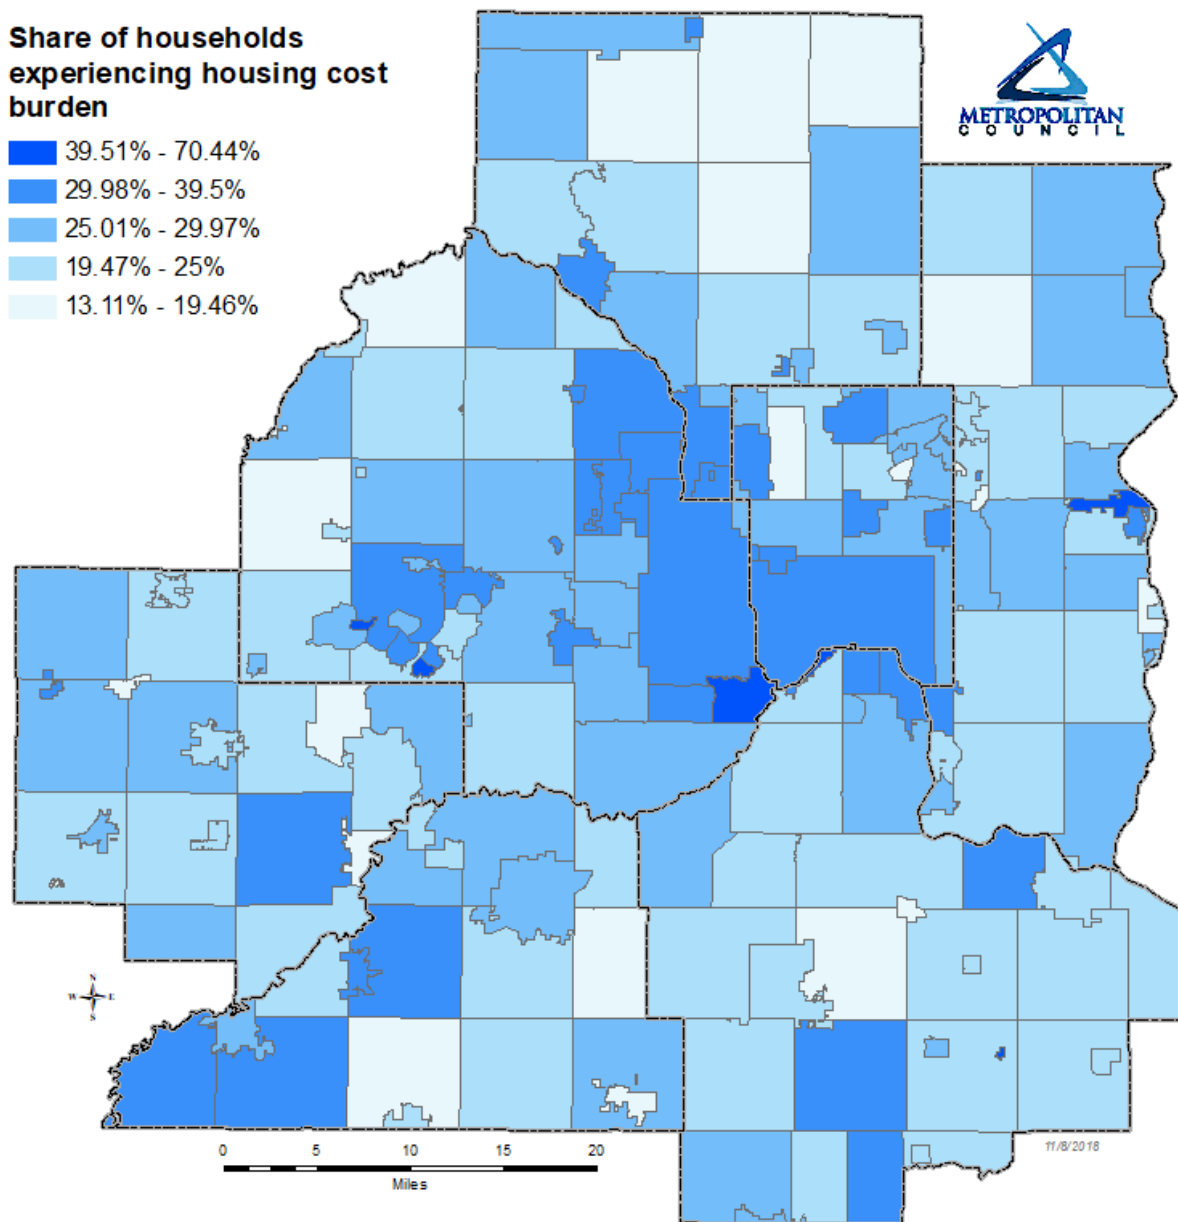 Share of households
experiencing housing cost
burden
39.51% - 70.44%
29.98% - 39.5%
25.01% - 29.97%
19.47% - 25%
13.11% - 19.46%
METROPOLITAN
COUNCIL
N
W E
S
0 5 10 15 20
Miles
11/8/2018